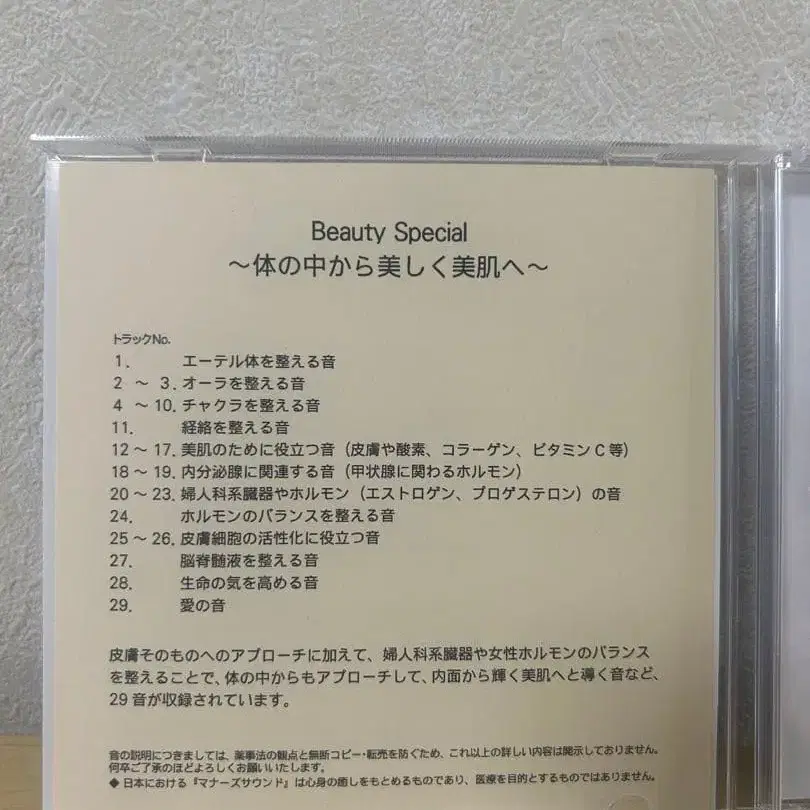 Beauty Special
～体の中から美しく美肌へ～
トラックNo.
1. エーテル体を整える音
2 ～ 3. オーラを整える音
4 ～ 10. チャクラを整える音
11. 経絡を整える音
12 ～ 17. 美肌のために役立つ音（皮膚や酸素、コラーゲン、ビタミンC等）
18 ～ 19. 内分泌腺に関連する音（甲状腺に関わるホルモン）
20 ～ 23. 婦人科系臓器やホルモン（エストロゲン、プロゲステロン）の音
24. ホルモンのバランスを整える音
25 ～ 26. 皮膚細胞の活性化に役立つ音
27. 脳脊髄液を整える音
28. 生命の気を高める音
29. 愛の音
皮膚そのものへのアプローチに加えて、婦人科系臓器や女性ホルモンのバランス
を整えることで、体の中からもアプローチして、内面から輝く美肌へと導く音など、
29音が収録されています。
音の説明につきましては、薬事法の観点と無断コピー・転売を防ぐため、これ以上の詳しい内容は開示しておりません。
何卒ご了承のほどよろしくお願いいたします。
◆ 日本における『マナーズサウンド』は心身の癒しをもとめるものであり、医療を目的とするものではありません。